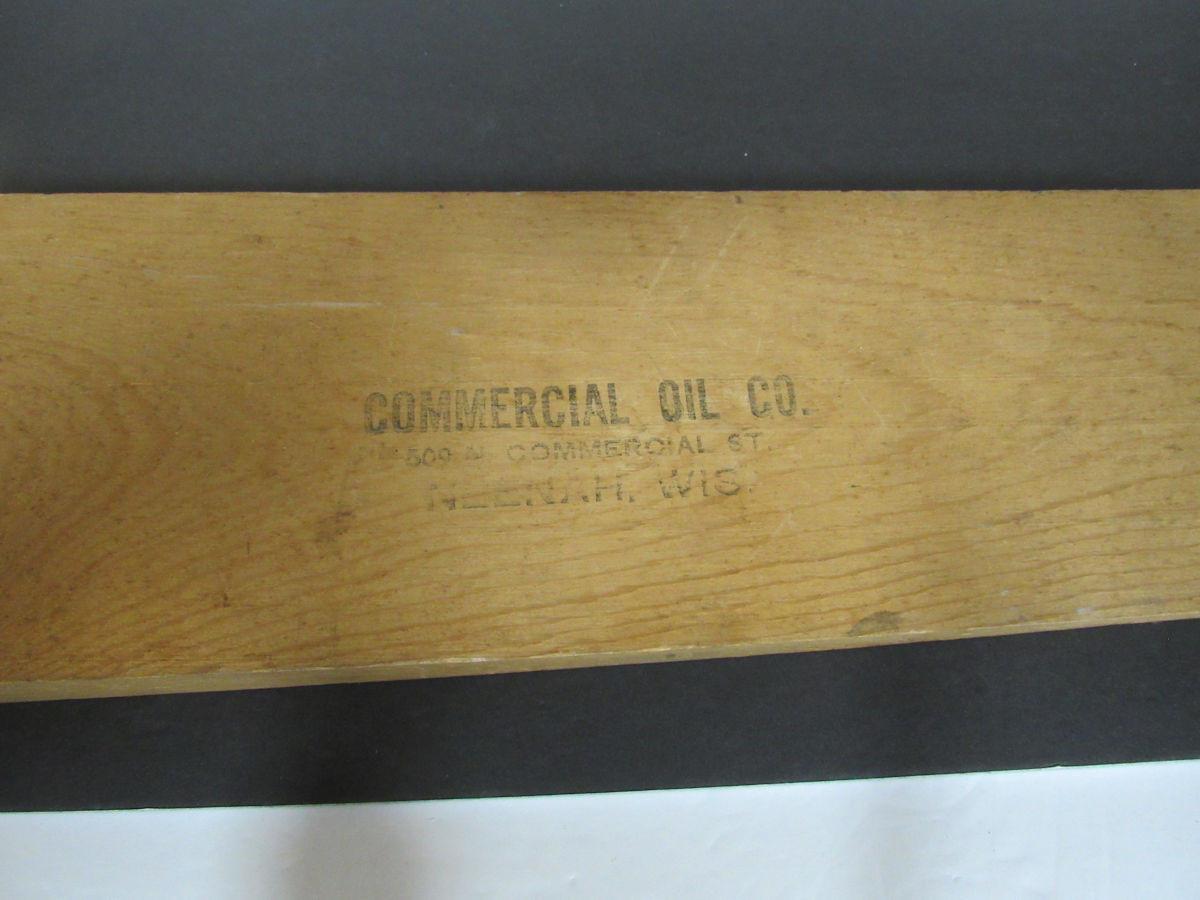 COMMERCIAL OIL CO.
509 N. COMMERCIAL ST.
NEENAH, WIS.